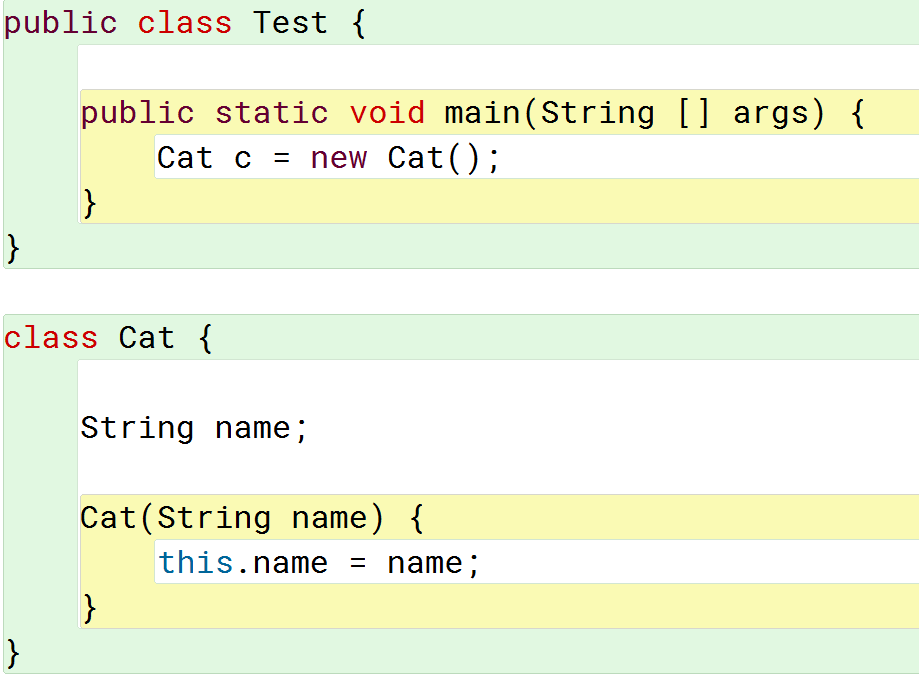 public class Test {
public static void main(String [] args) {
Cat c = new Cat();
}
}
class Cat {
String name;
Cat(String name) {
this.name = name;
}
}